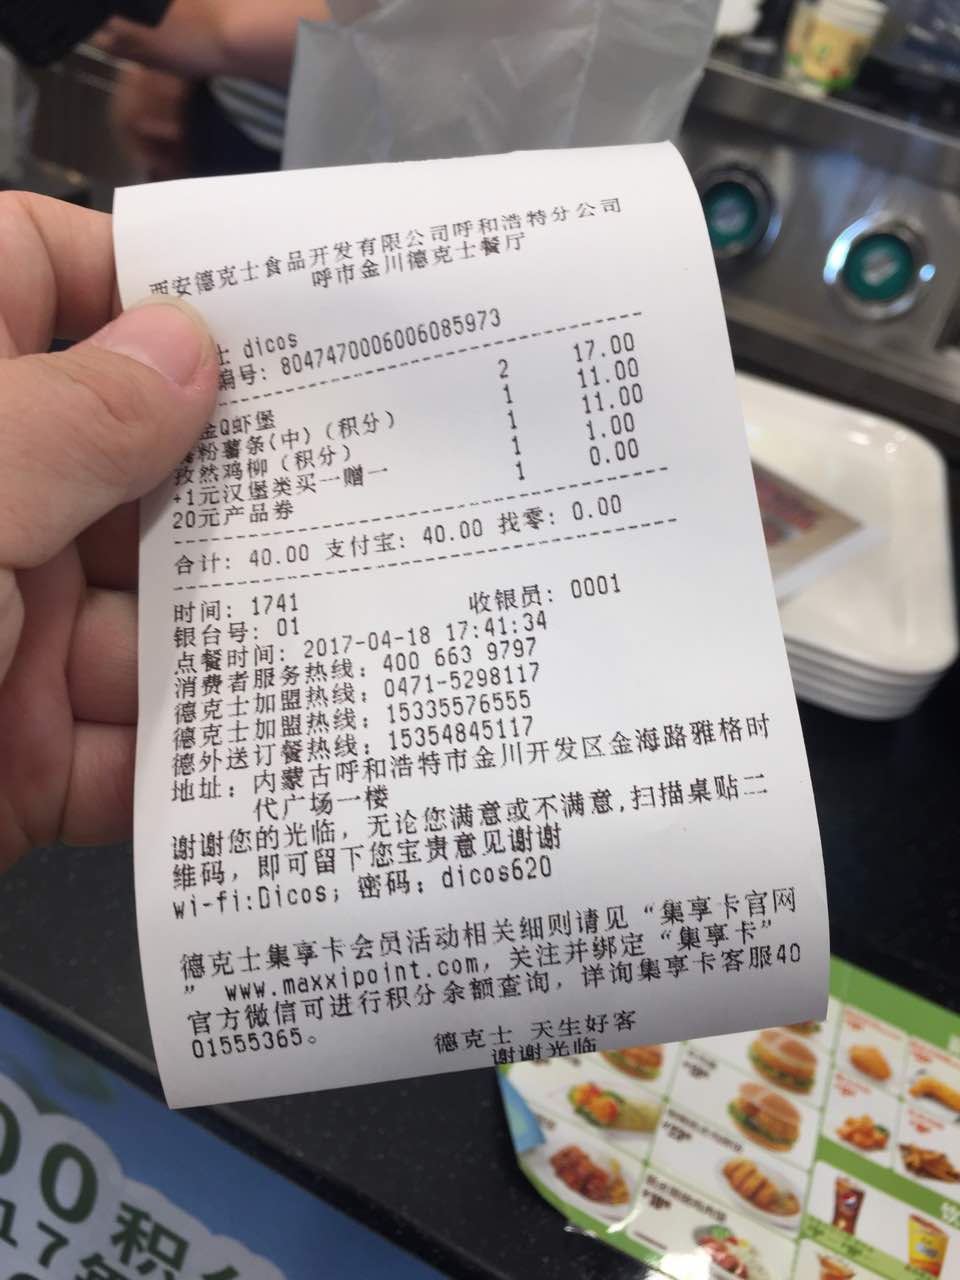 西安德克士食品开发有限公司呼和浩特分公司
呼市金川德克士餐厅
士 dicos
编号: 8047470006006085973
金Q虾堡 2 17.00
粉薯条(中)(积分) 1 11.00
孜然鸡柳(积分) 1 11.00
+1元汉堡类买一赠一 1 1.00
20元产品券 1 0.00
合计: 40.00 支付宝: 40.00 找零: 0.00
时间: 1741
银台号: 01 收银员: 0001
点餐时间: 2017-04-18 17:41:34
消费者服务热线: 400 663 9797
德克士加盟热线: 0471-5298117
德克士加盟热线: 15335576555
德外送订餐热线: 15354845117
地址: 内蒙古呼和浩特市金川开发区金海路雅格时
代广场一楼
谢谢您的光临, 无论您满意或不满意,扫描桌贴二
维码, 即可留下您宝贵意见谢谢
wi-fi:Dicos; 密码: dicos620
德克士集享卡会员活动相关细则请见“集享卡官网
” www.maxxipoint.com, 关注并绑定“集享卡”
官方微信可进行积分余额查询, 详询集享卡客服40
01555365。
德克士 天生好客
谢谢光临
00积
17年